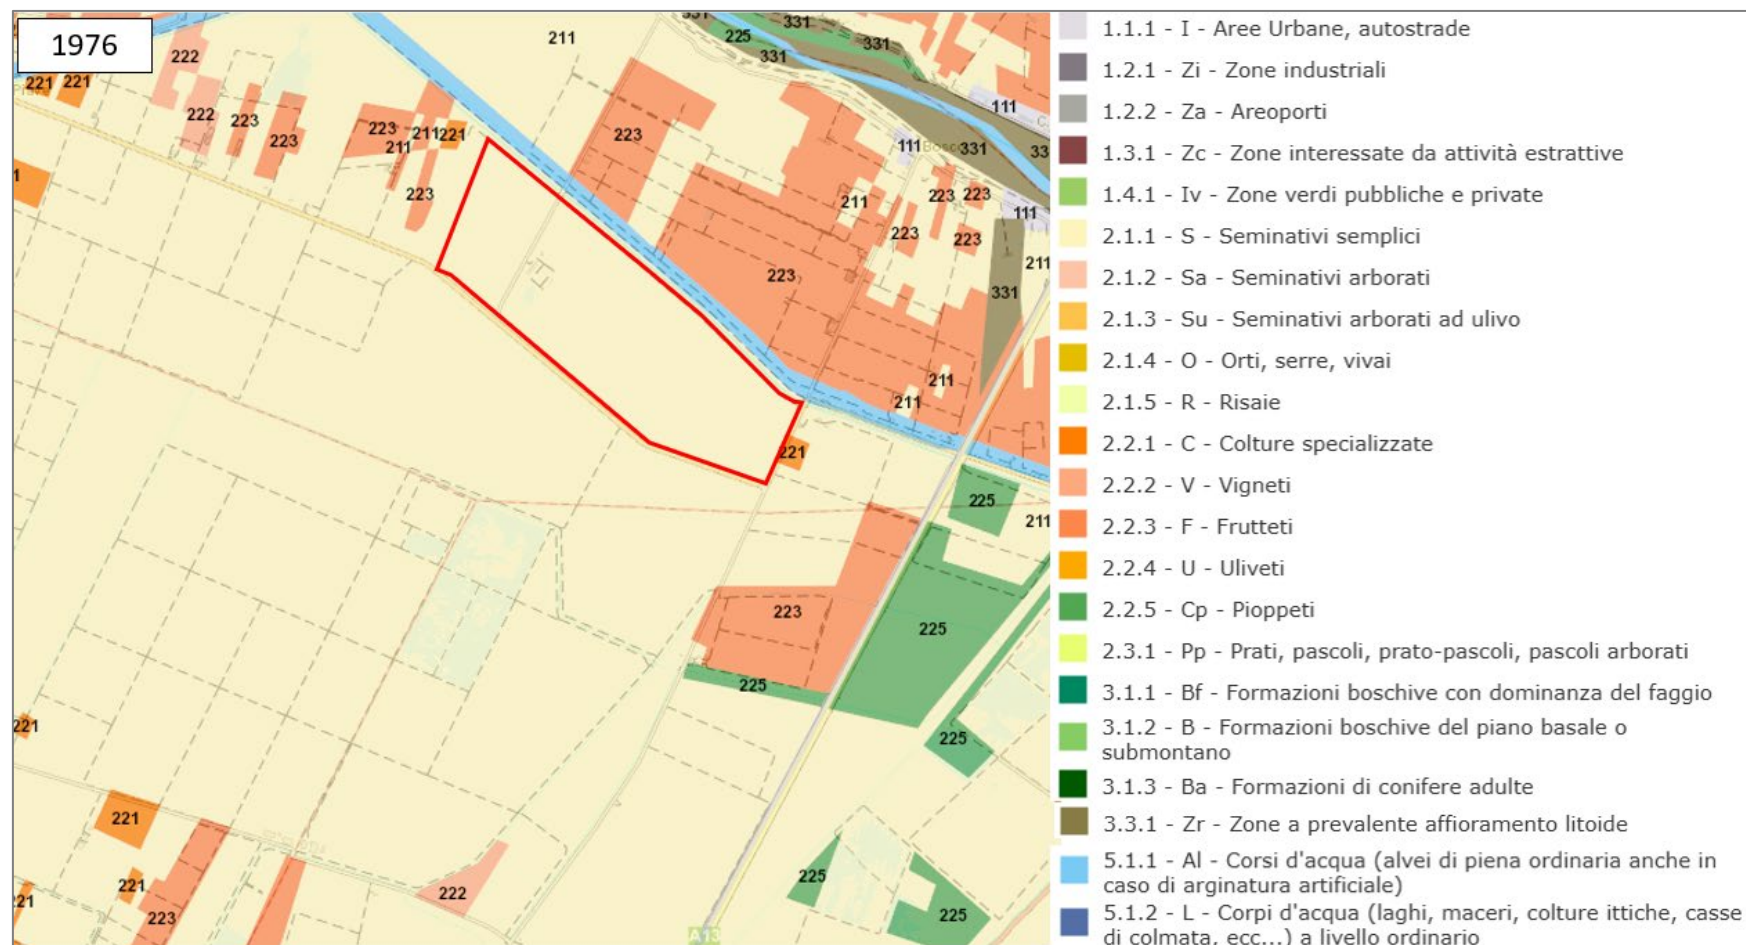 1976
331
331
225
331
331
211
222
221
221
222
223
223
223
211
221
211
223
223
111
111
331
33
211
223
223
223
111
223
223
211
223
331
1
211
211
221
225
211
223
225
225
225
221
221
221
21
223
222
225
225
A13
1.1.1 - I - Aree Urbane, autostrade
1.2.1 - Zi - Zone industriali
1.2.2 - Za - Areoporti
1.3.1 - Zc - Zone interessate da attività estrattive
1.4.1 - Iv - Zone verdi pubbliche e private
2.1.1 - S - Seminativi semplici
2.1.2 - Sa - Seminativi arborati
2.1.3 - Su - Seminativi arborati ad ulivo
2.1.4 - O - Orti, serre, vivai
2.1.5 - R - Risaie
2.2.1 - C - Colture specializzate
2.2.2 - V - Vigneti
2.2.3 - F - Frutteti
2.2.4 - U - Uliveti
2.2.5 - Cp - Pioppeti
2.3.1 - Pp - Prati, pascoli, prato-pascoli, pascoli arborati
3.1.1 - Bf - Formazioni boschive con dominanza del faggio
3.1.2 - B - Formazioni boschive del piano basale o
submontano
3.1.3 - Ba - Formazioni di conifere adulte
3.3.1 - Zr - Zone a prevalente affioramento litoide
5.1.1 - Al - Corsi d'acqua (alvei di piena ordinaria anche in
caso di arginatura artificiale)
5.1.2 - L - Corpi d'acqua (laghi, maceri, colture ittiche, casse
di colmata, ecc...) a livello ordinario